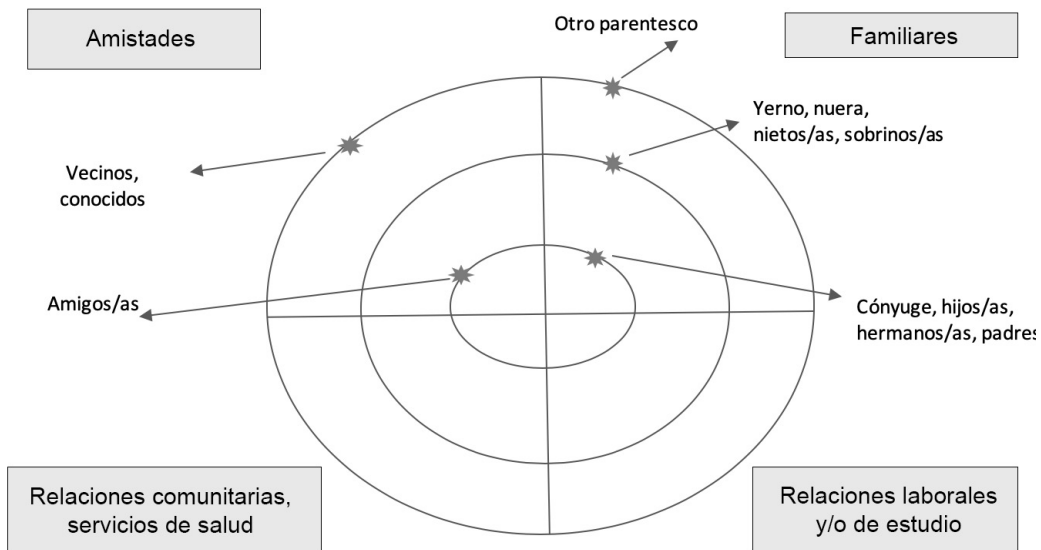 Amistades
Otro parentesco
Familiares
Yerno, nuera,
nietos/as, sobrinos/as
Vecinos,
conocidos
Amigos/as
Cónyuge, hijos/as,
hermanos/as, padres
Relaciones comunitarias,
servicios de salud
Relaciones laborales
y/o de estudio